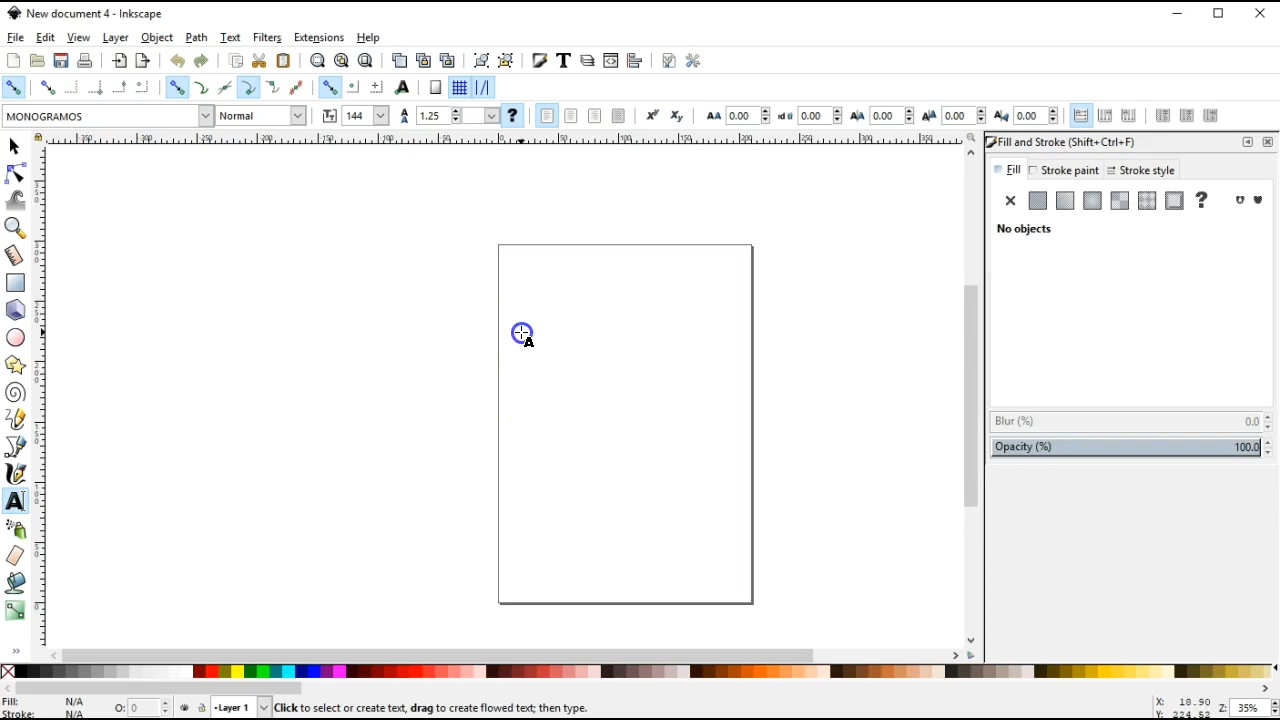 New document 4 - Inkscape
File Edit View Layer Object Path Text Filters Extensions Help
MONOGRAMOS Normal 144 1.25 0.00 0.00 0.00 0.00 0.00
Fill and Stroke (Shift+Ctrl+F)
Fill Stroke paint Stroke style
No objects
Blur (%) 0.0
Opacity (%) 100.0
Fill: N/A
Stroke: N/A
O: 0
-Layer 1
Click to select or create text, drag to create flowed text; then type.
X: 18.90
Y: 224.52
Z: 35%